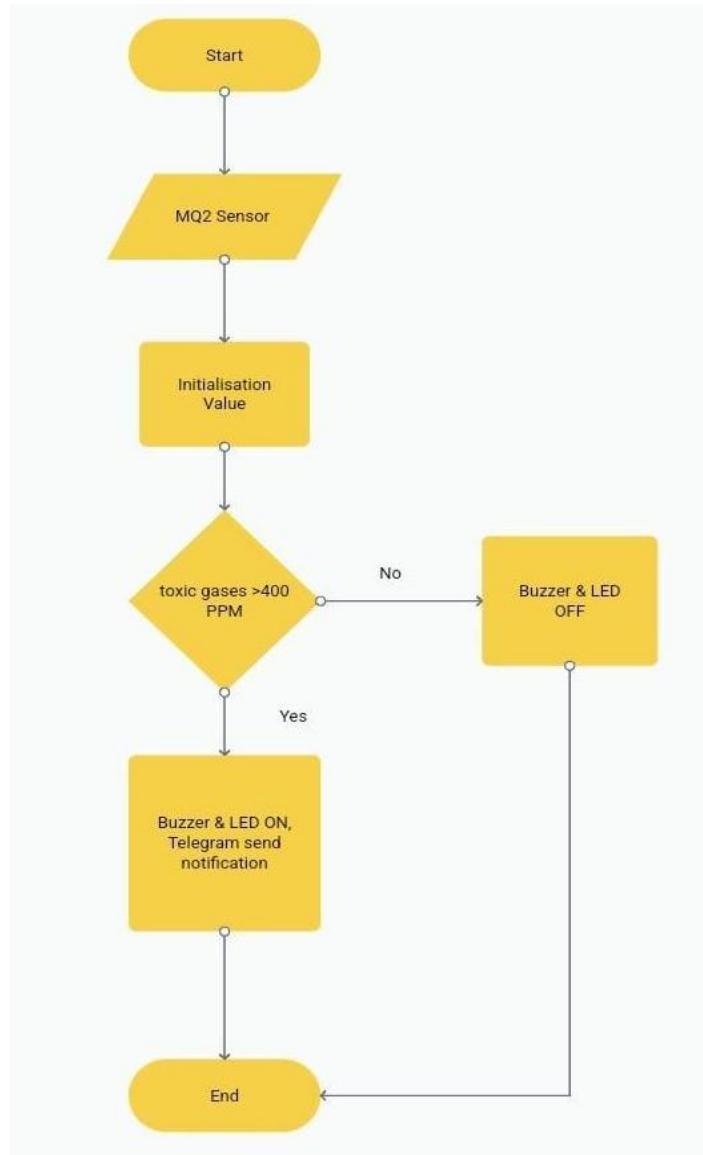 Start
MQ2 Sensor
Initialisation
Value
toxic gases >400
PPM
No
Buzzer & LED
OFF
Yes
Buzzer & LED ON,
Telegram send
notification
End